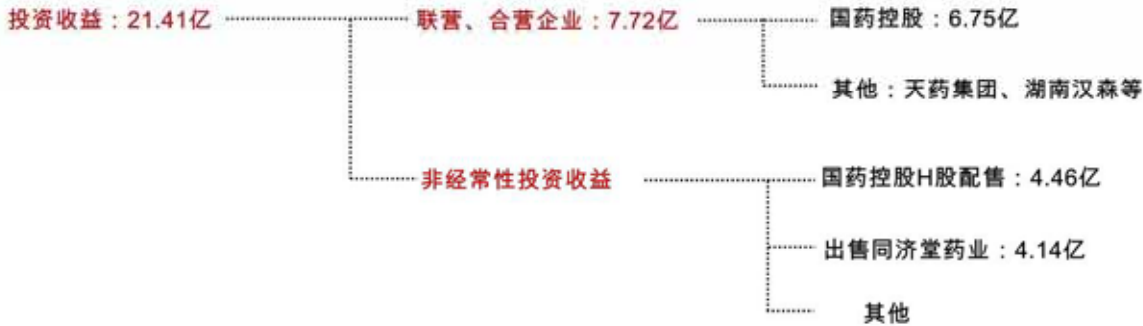 投资收益：21.41亿
联营、合营企业：7.72亿
国药控股：6.75亿
其他：天药集团、湖南汉森等
非经常性投资收益
国药控股H股配售：4.46亿
出售同济堂药业：4.14亿
其他